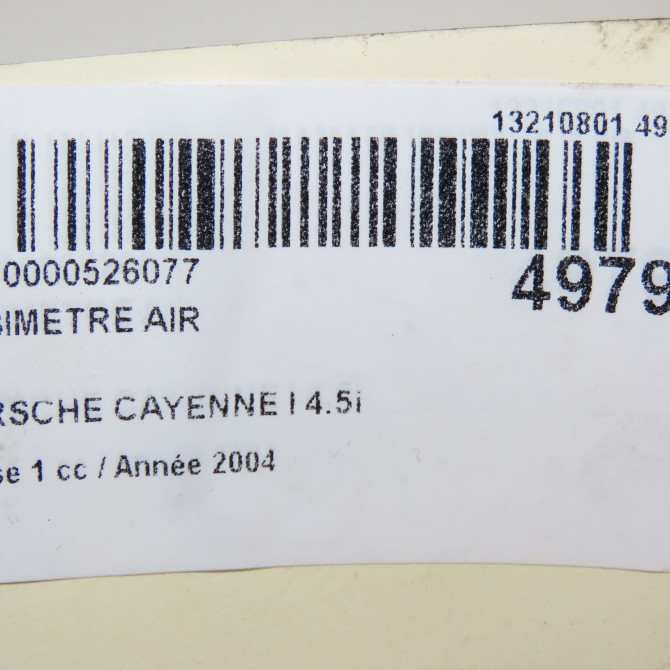 13210801 49
0000526077
4979
BIMETRE AIR
RSCHE CAYENNE I 4.5i
se 1 cc / Année 2004